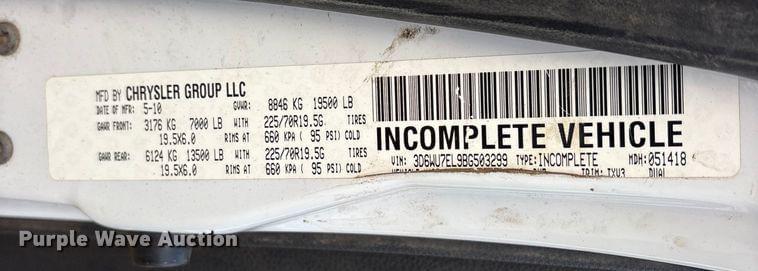 MFD BY CHRYSLER GROUP LLC
DATE OF MFR: 5-10 GVWR: 8846 KG 19500 LB
GAWR FRONT: 3176 KG 7000 LB WITH 225/70R19.5G TIRES
19.5X6.0 RIMS AT 660 KPA ( 95 PSI) COLD
GAWR REAR: 6124 KG 13500 LB WITH 225/70R19.5G TIRES
19.5X6.0 RIMS AT 660 KPA ( 95 PSI) COLD
INCOMPLETE VEHICLE
VIN: 3D6WU7EL9BG503299 TYPE:INCOMPLETE MDH:051418
TRIM: TXV3 DUAL
Purple Wave Auction